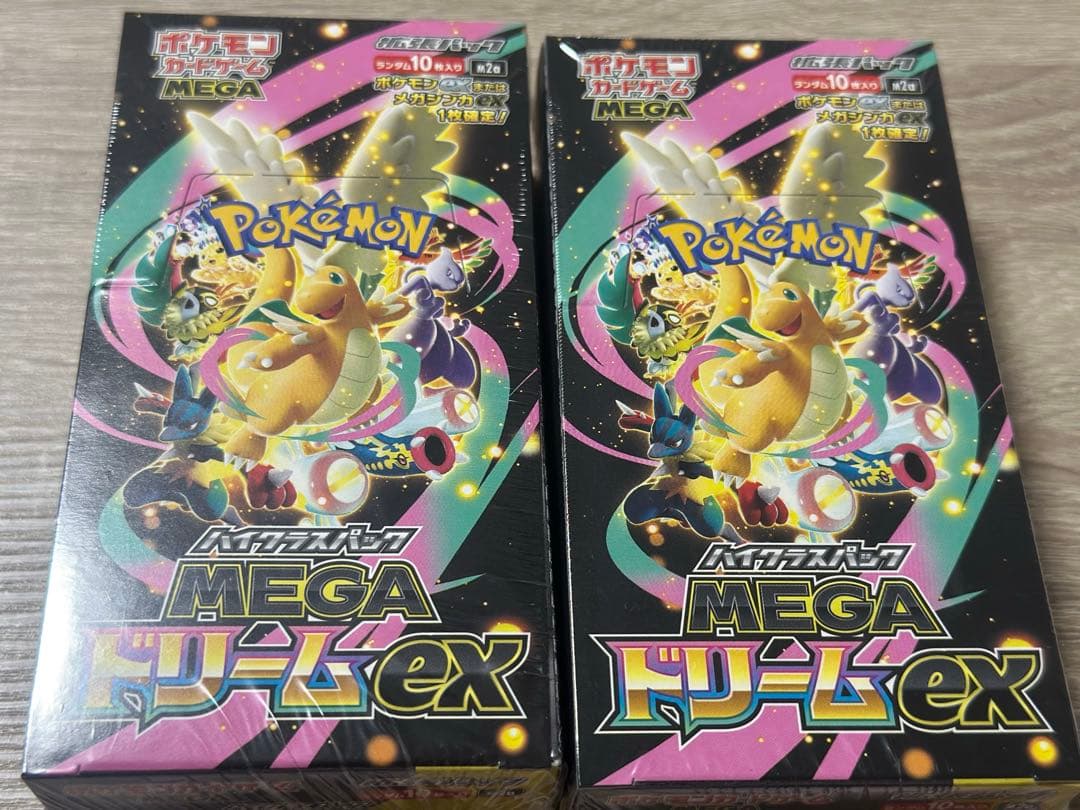 ポケモン
カードゲーム
MEGA
拡張パック
ランダム10枚入り M2a
ポケモンexまたは
メガシンカex
1枚確定!
POKéMON
ハイクラスパック
MEGA
ドリームex
ポケモン
カードゲーム
MEGA
拡張パック
ランダム10枚入り M2a
ポケモンexまたは
メガシンカex
1枚確定!
POKéMON
ハイクラスパック
MEGA
ドリームex